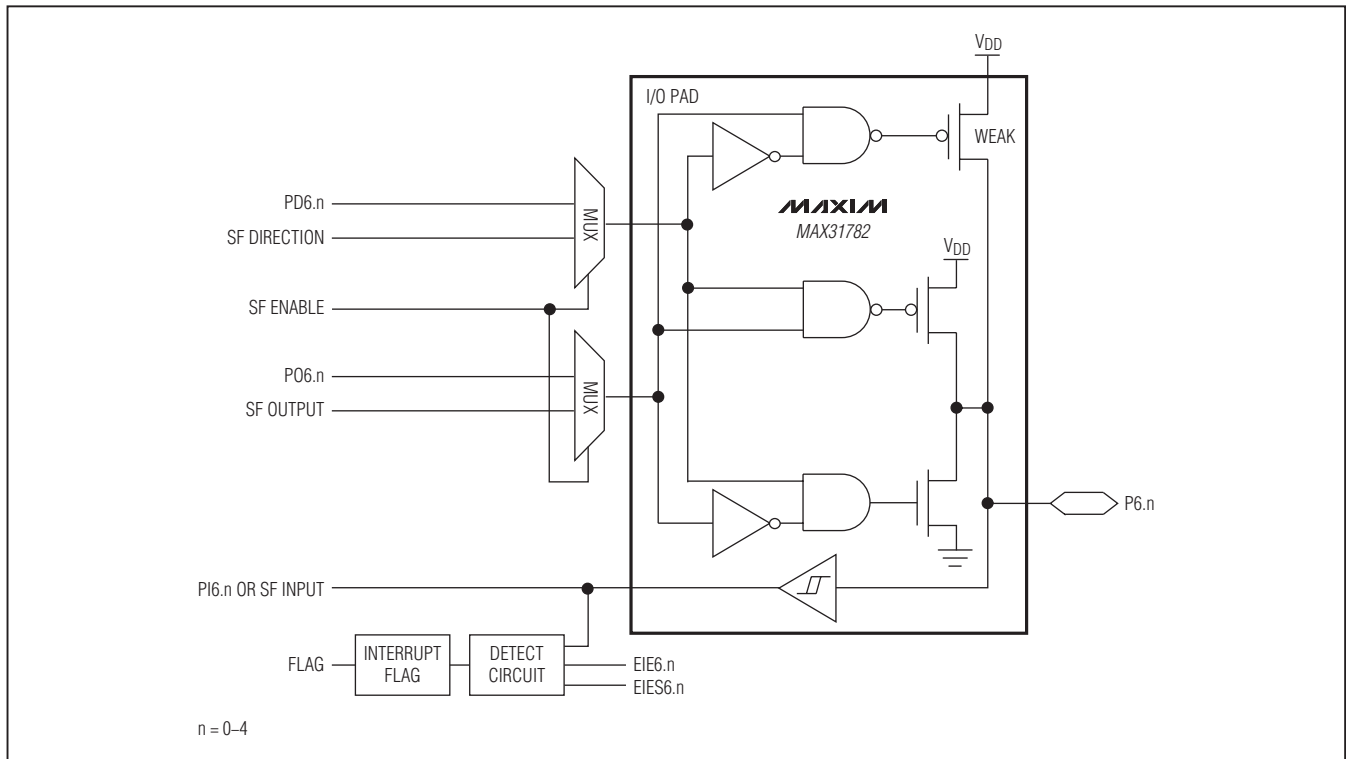 VDD
I/O PAD
WEAK
PD6.n
MUX
MAXIM
MAX31782
SF DIRECTION
VDD
SF ENABLE
PO6.n
MUX
SF OUTPUT
P6.n
PI6.n OR SF INPUT
FLAG
INTERRUPT
FLAG
DETECT
CIRCUIT
EIE6.n
EIES6.n
n = 0–4